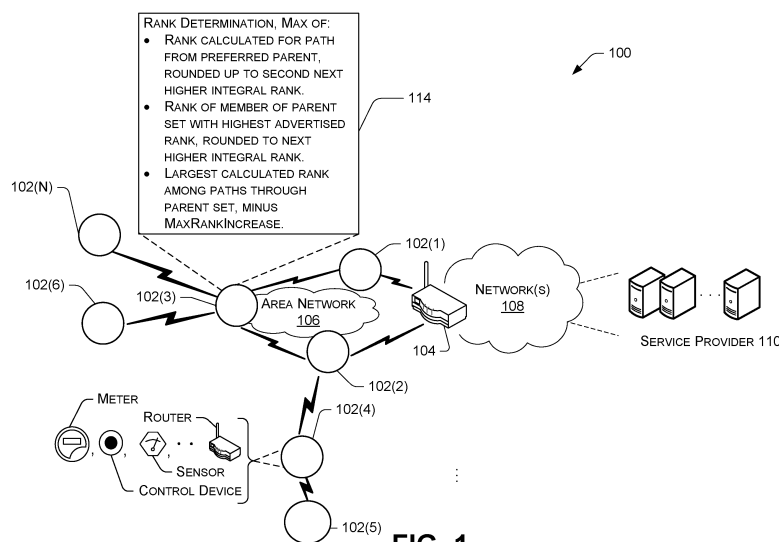 RANK DETERMINATION, MAX OF:
• RANK CALCULATED FOR PATH
FROM PREFERRED PARENT,
ROUNDED UP TO SECOND NEXT
HIGHER INTEGRAL RANK.
• RANK OF MEMBER OF PARENT
SET WITH HIGHEST ADVERTISED
RANK, ROUNDED TO NEXT
HIGHER INTEGRAL RANK.
• LARGEST CALCULATED RANK
AMONG PATHS THROUGH
PARENT SET, MINUS
MAXRANKINCREASE.
100
114
102(N)
102(1)
102(6)
102(3)
AREA NETWORK
106
NETWORK(S)
108
104
SERVICE PROVIDER 110
102(2)
METER
ROUTER
102(4)
, , , ··
SENSOR
CONTROL DEVICE
102(5)
FIG. 1